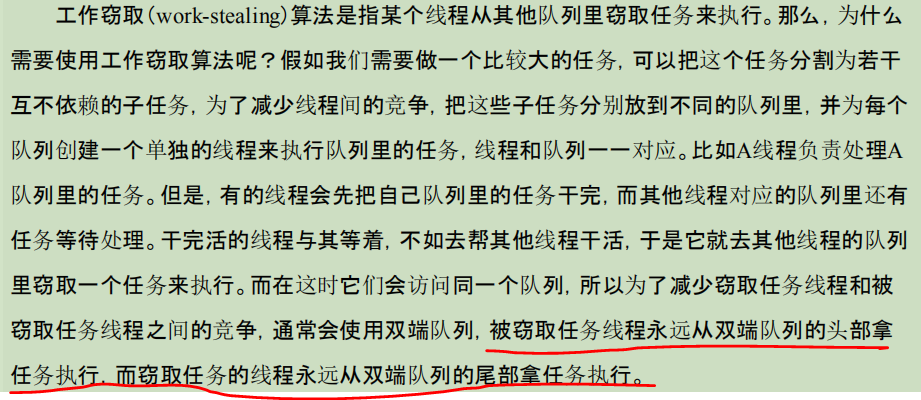 工作窃取(work-stealing)算法是指某个线程从其他队列里窃取任务来执行。那么,为什么
需要使用工作窃取算法呢?假如我们需要做一个比较大的任务,可以把这个任务分割为若干
互不依赖的子任务,为了减少线程间的竞争,把这些子任务分别放到不同的队列里,并为每个
队列创建一个单独的线程来执行队列里的任务,线程和队列一一对应。比如A线程负责处理A
队列里的任务。但是,有的线程会先把自己队列里的任务干完,而其他线程对应的队列里还有
任务等待处理。干完活的线程与其等着,不如去帮其他线程干活,于是它就去其他线程的队列
里窃取一个任务来执行。而在这时它们会访问同一个队列,所以为了减少窃取任务线程和被
窃取任务线程之间的竞争,通常会使用双端队列,被窃取任务线程永远从双端队列的头部拿
任务执行,而窃取任务的线程永远从双端队列的尾部拿任务执行。